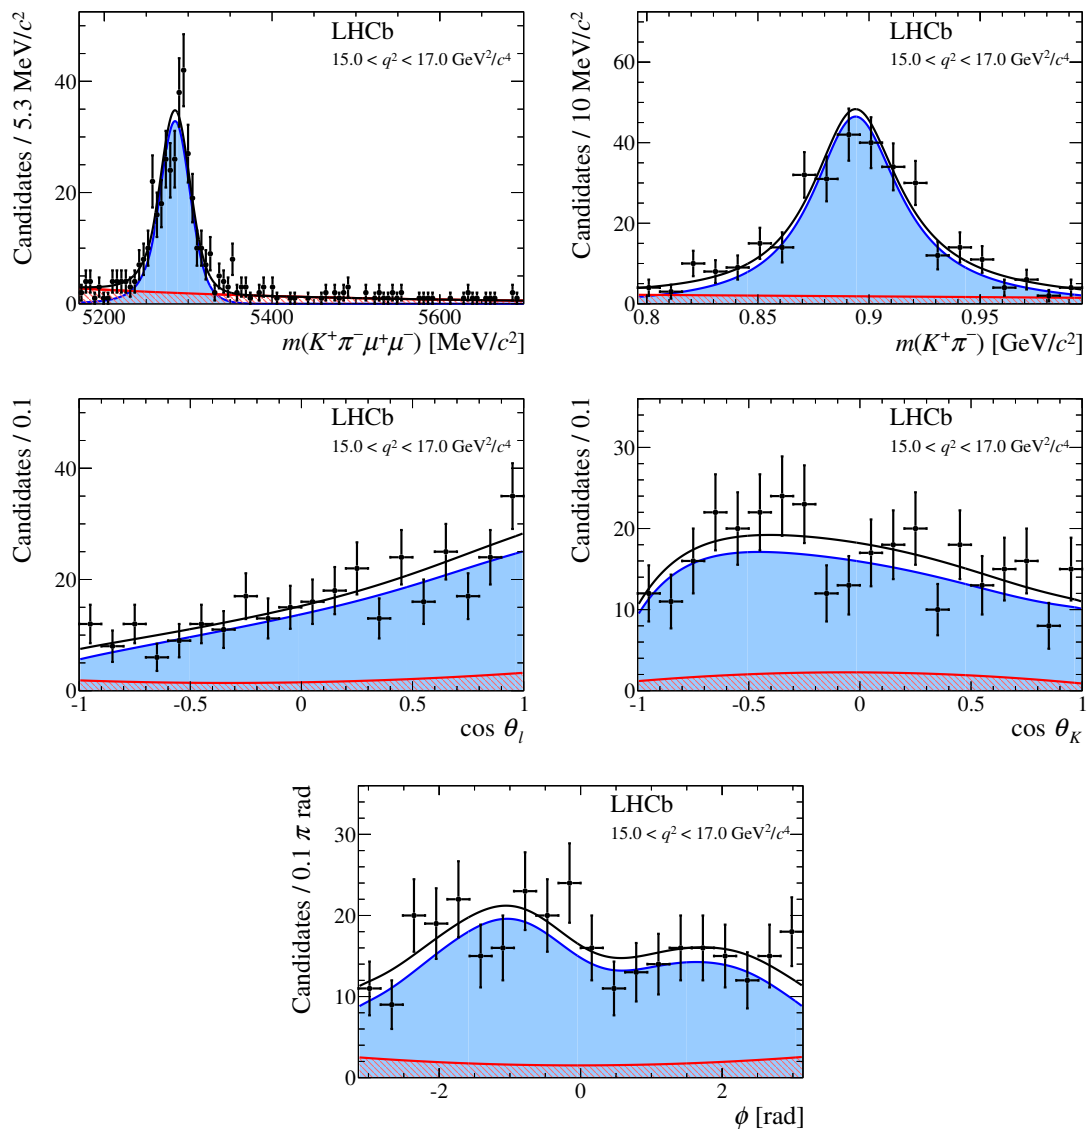 Candidates / 5.3 MeV/c²
LHCb
15.0 < q² < 17.0 GeV²/c⁴
40
20
0
5200 5400 5600
m(K⁺π⁻μ⁺μ⁻) [MeV/c²]
Candidates / 10 MeV/c²
LHCb
15.0 < q² < 17.0 GeV²/c⁴
60
40
20
0
0.8 0.85 0.9 0.95
m(K⁺π⁻) [GeV/c²]
Candidates / 0.1
LHCb
15.0 < q² < 17.0 GeV²/c⁴
40
20
0
-1 -0.5 0 0.5 1
cos θ_l
Candidates / 0.1
LHCb
15.0 < q² < 17.0 GeV²/c⁴
30
20
10
0
-1 -0.5 0 0.5 1
cos θ_K
Candidates / 0.1 π rad
LHCb
15.0 < q² < 17.0 GeV²/c⁴
30
20
10
0
-2 0 2
ϕ [rad]